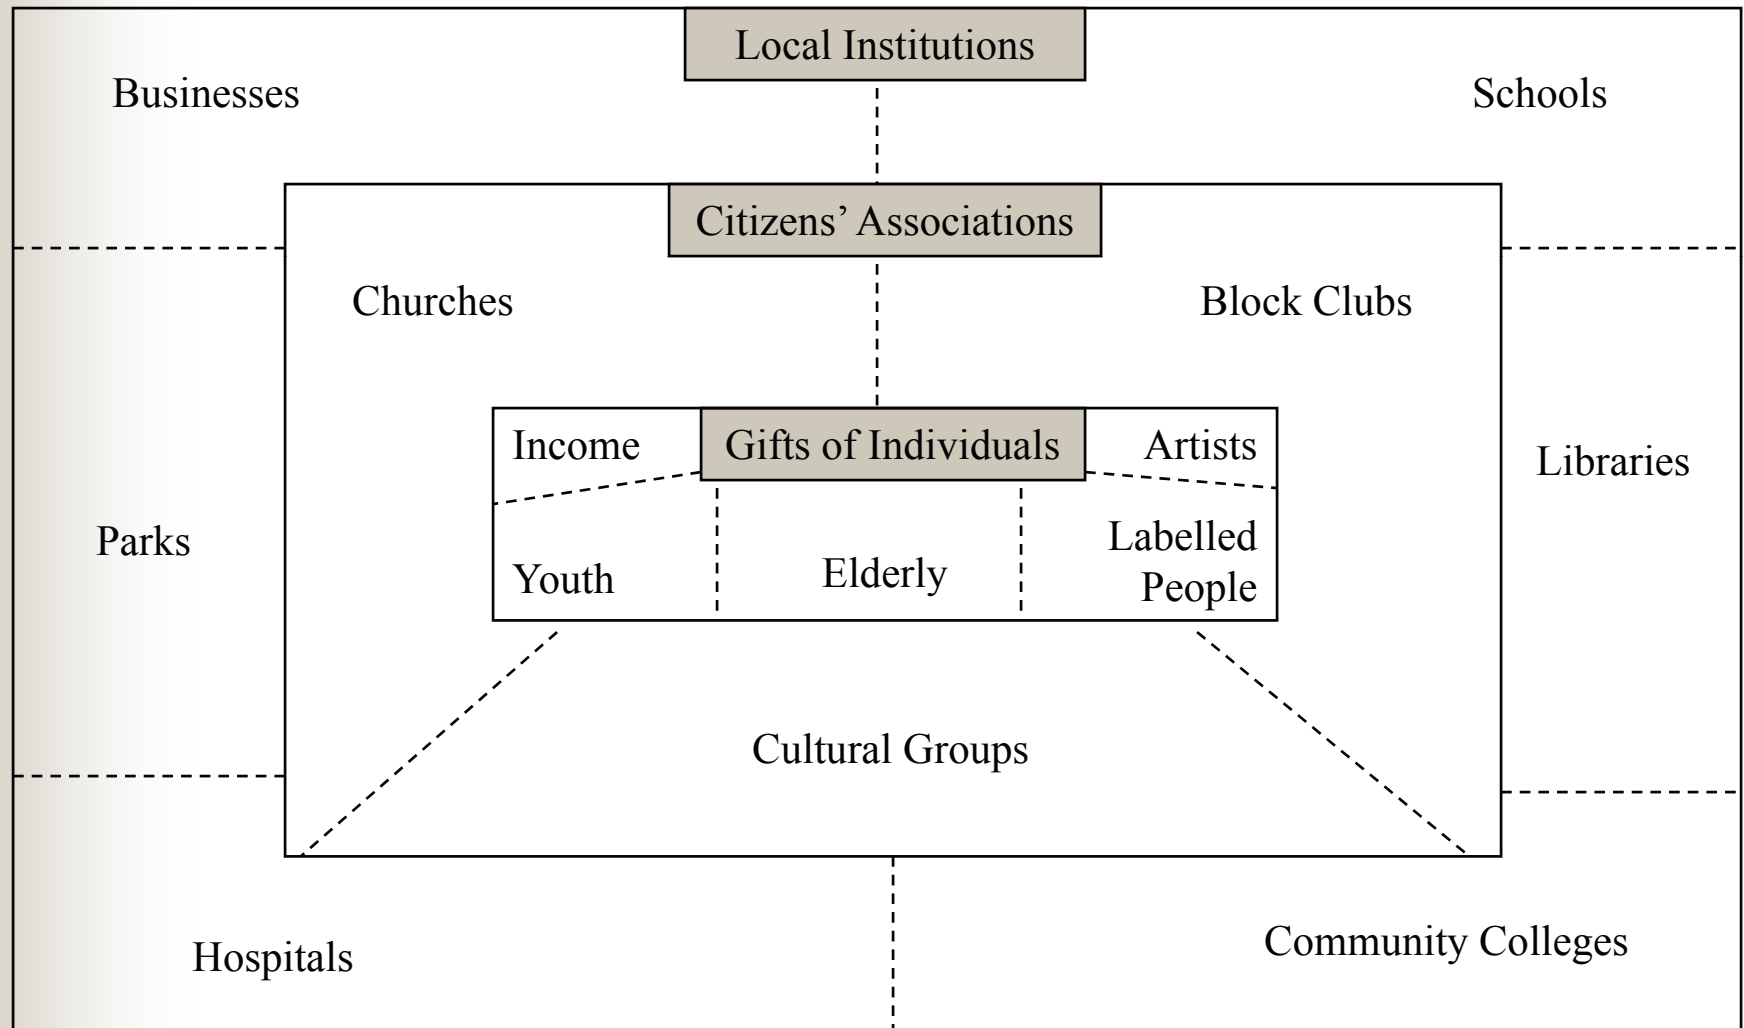 Local Institutions
Businesses
Schools
Citizens’ Associations
Churches
Block Clubs
Income
Gifts of Individuals
Artists
Libraries
Parks
Youth
Elderly
Labelled
People
Cultural Groups
Hospitals
Community Colleges